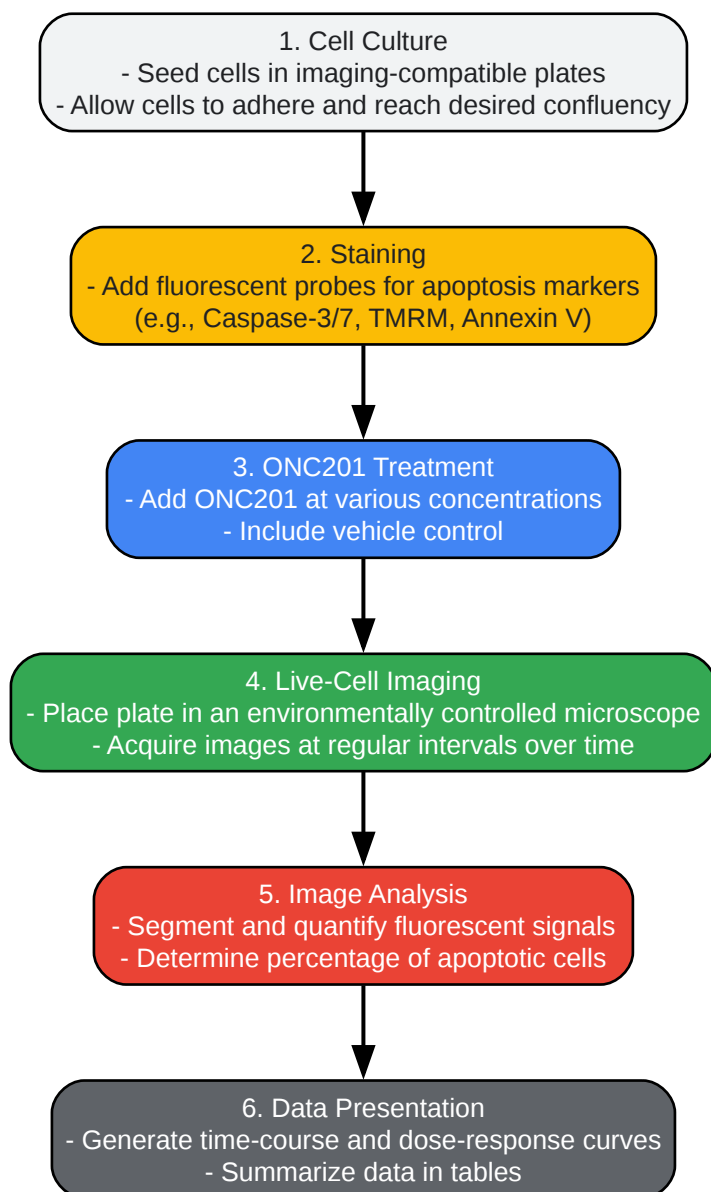 1. Cell Culture
- Seed cells in imaging-compatible plates
- Allow cells to adhere and reach desired confluency
2. Staining
- Add fluorescent probes for apoptosis markers
(e.g., Caspase-3/7, TMRM, Annexin V)
3. ONC201 Treatment
- Add ONC201 at various concentrations
- Include vehicle control
4. Live-Cell Imaging
- Place plate in an environmentally controlled microscope
- Acquire images at regular intervals over time
5. Image Analysis
- Segment and quantify fluorescent signals
- Determine percentage of apoptotic cells
6. Data Presentation
- Generate time-course and dose-response curves
- Summarize data in tables